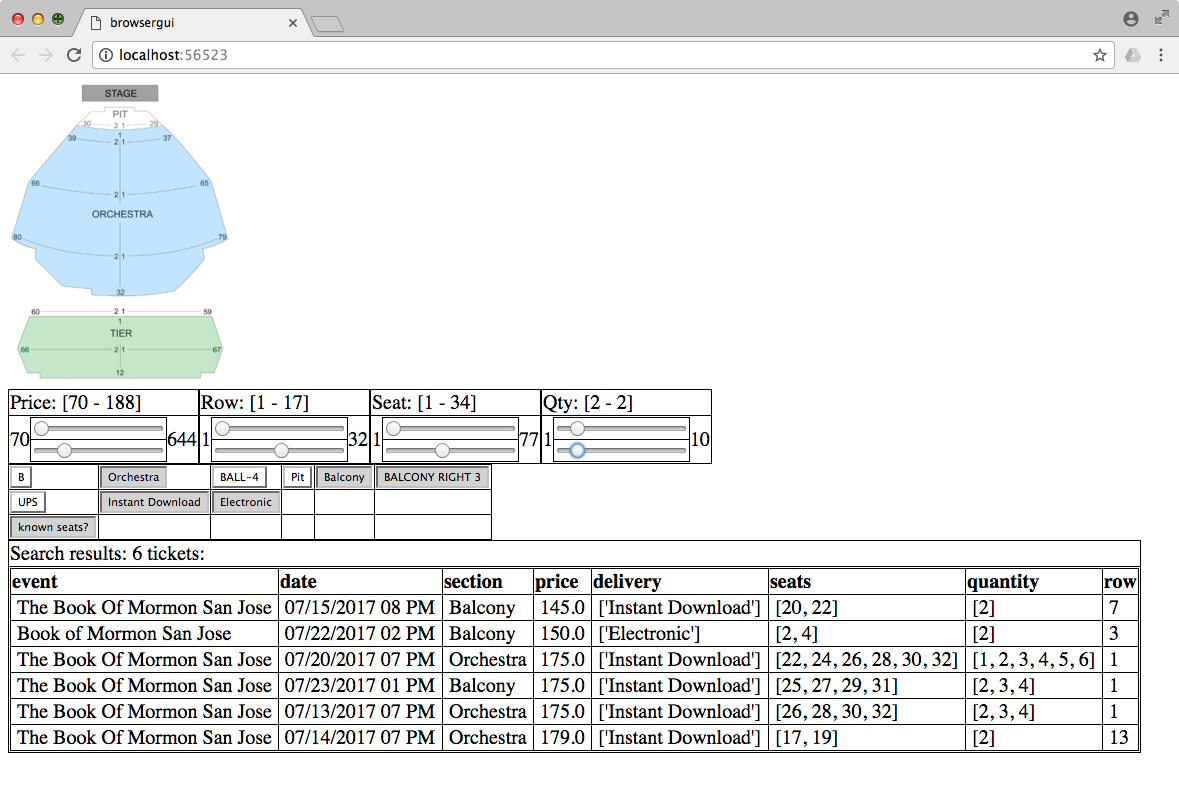 browsergui
localhost:56523
STAGE
PIT
30 2 1 29
1
39 2 1 37
66 2 1 65
ORCHESTRA
80 2 1 79
32
60 2 1 59
1
TIER
66 2 1 67
12
Price: [70 - 188] Row: [1 - 17] Seat: [1 - 34] Qty: [2 - 2]
70 644 1 32 1 77 1 10
B Orchestra BALL-4 Pit Balcony BALCONY RIGHT 3
UPS Instant Download Electronic
known seats?
Search results: 6 tickets:
event date section price delivery seats quantity row
The Book Of Mormon San Jose 07/15/2017 08 PM Balcony 145.0 ['Instant Download'] [20, 22] [2] 7
Book of Mormon San Jose 07/22/2017 02 PM Balcony 150.0 ['Electronic'] [2, 4] [2] 3
The Book Of Mormon San Jose 07/20/2017 07 PM Orchestra 175.0 ['Instant Download'] [22, 24, 26, 28, 30, 32] [1, 2, 3, 4, 5, 6] 1
The Book Of Mormon San Jose 07/23/2017 01 PM Balcony 175.0 ['Instant Download'] [25, 27, 29, 31] [2, 3, 4] 1
The Book Of Mormon San Jose 07/13/2017 07 PM Orchestra 175.0 ['Instant Download'] [26, 28, 30, 32] [2, 3, 4] 1
The Book Of Mormon San Jose 07/14/2017 07 PM Orchestra 179.0 ['Instant Download'] [17, 19] [2] 13